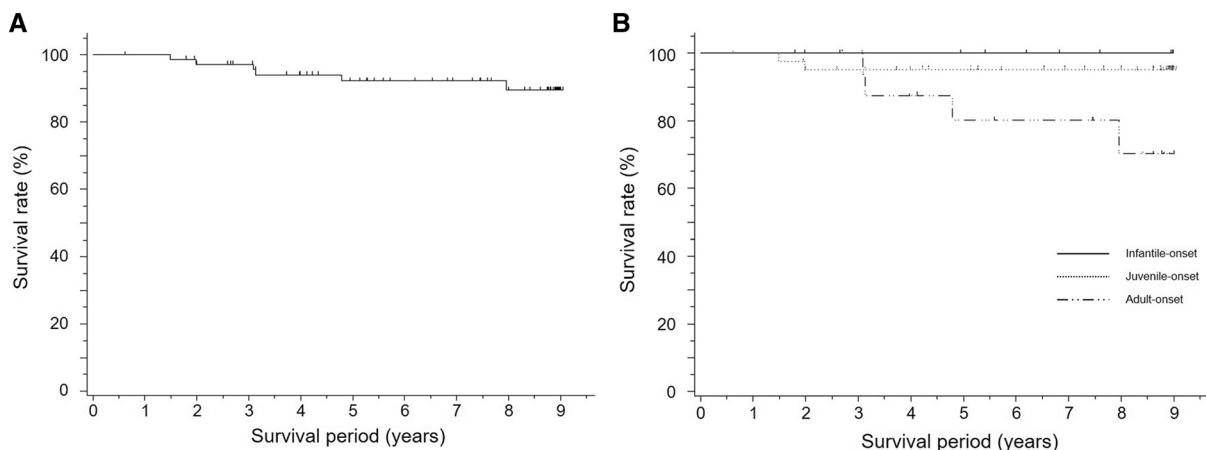 A
Survival rate (%)
100
80
60
40
20
0
0 1 2 3 4 5 6 7 8 9
Survival period (years)
B
Survival rate (%)
100
80
60
40
20
0
Infantile-onset
Juvenile-onset
Adult-onset
0 1 2 3 4 5 6 7 8 9
Survival period (years)